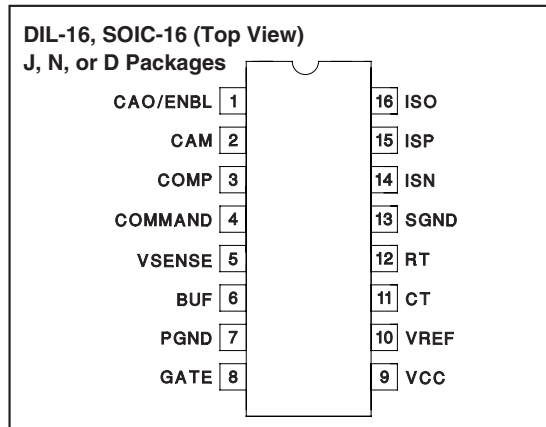 DIL-16, SOIC-16 (Top View)
J, N, or D Packages
CAO/ENBL 1 16 ISO
CAM 2 15 ISP
COMP 3 14 ISN
COMMAND 4 13 SGND
VSENSE 5 12 RT
BUF 6 11 CT
PGND 7 10 VREF
GATE 8 9 VCC